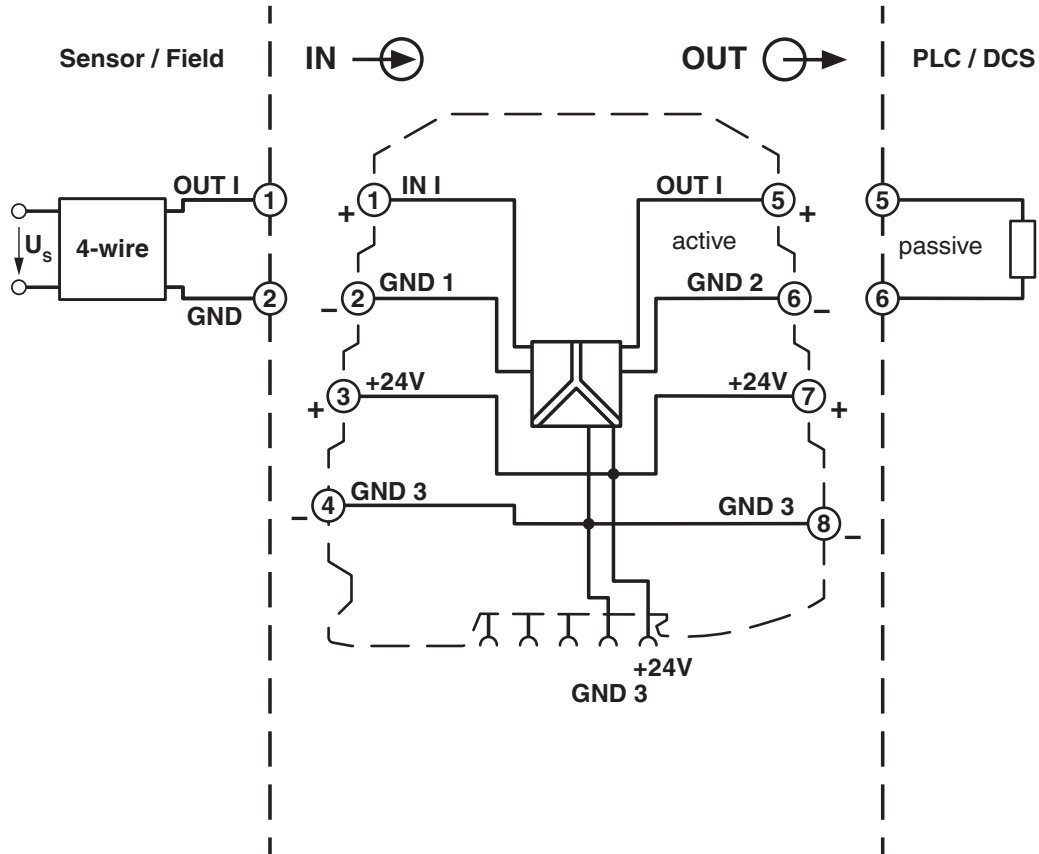 Sensor / Field
IN
OUT
PLC / DCS
OUT I
1
+
1
IN I
OUT I
5
+
5
U_S
4-wire
active
passive
2
GND
−
2
GND 1
GND 2
6
−
6
+
3
+24V
+24V
7
+
−
4
GND 3
GND 3
8
−
+24V
GND 3